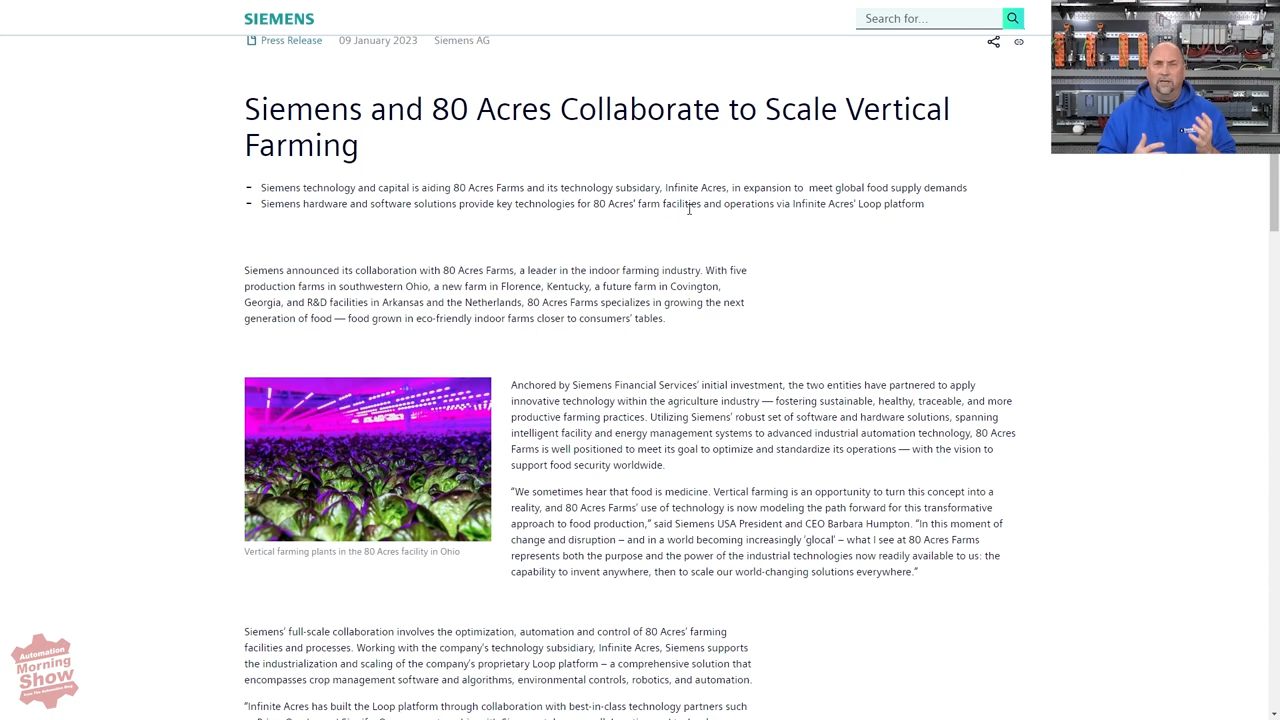 SIEMENS
Search for...
Press Release 09 January 2023 Siemens AG
Siemens and 80 Acres Collaborate to Scale Vertical
Farming
- Siemens technology and capital is aiding 80 Acres Farms and its technology subsidary, Infinite Acres, in expansion to meet global food supply demands
- Siemens hardware and software solutions provide key technologies for 80 Acres' farm facilities and operations via Infinite Acres' Loop platform
Siemens announced its collaboration with 80 Acres Farms, a leader in the indoor farming industry. With five
production farms in southwestern Ohio, a new farm in Florence, Kentucky, a future farm in Covington,
Georgia, and R&D facilities in Arkansas and the Netherlands, 80 Acres Farms specializes in growing the next
generation of food — food grown in eco-friendly indoor farms closer to consumers' tables.
Vertical farming plants in the 80 Acres facility in Ohio
Anchored by Siemens Financial Services' initial investment, the two entities have partnered to apply
innovative technology within the agriculture industry — fostering sustainable, healthy, traceable, and more
productive farming practices. Utilizing Siemens' robust set of software and hardware solutions, spanning
intelligent facility and energy management systems to advanced industrial automation technology, 80 Acres
Farms is well positioned to meet its goal to optimize and standardize its operations — with the vision to
support food security worldwide.
"We sometimes hear that food is medicine. Vertical farming is an opportunity to turn this concept into a
reality, and 80 Acres Farms' use of technology is now modeling the path forward for this transformative
approach to food production," said Siemens USA President and CEO Barbara Humpton. "In this moment of
change and disruption – and in a world becoming increasingly 'glocal' – what I see at 80 Acres Farms
represents both the purpose and the power of the industrial technologies now readily available to us: the
capability to invent anywhere, then to scale our world-changing solutions everywhere."
Siemens' full-scale collaboration involves the optimization, automation and control of 80 Acres' farming
facilities and processes. Working with the company's technology subsidiary, Infinite Acres, Siemens supports
the industrialization and scaling of the company's proprietary Loop platform – a comprehensive solution that
encompasses crop management software and algorithms, environmental controls, robotics, and automation.
"Infinite Acres has built the Loop platform through collaboration with best-in-class technology partners such
Automation
Morning
Show